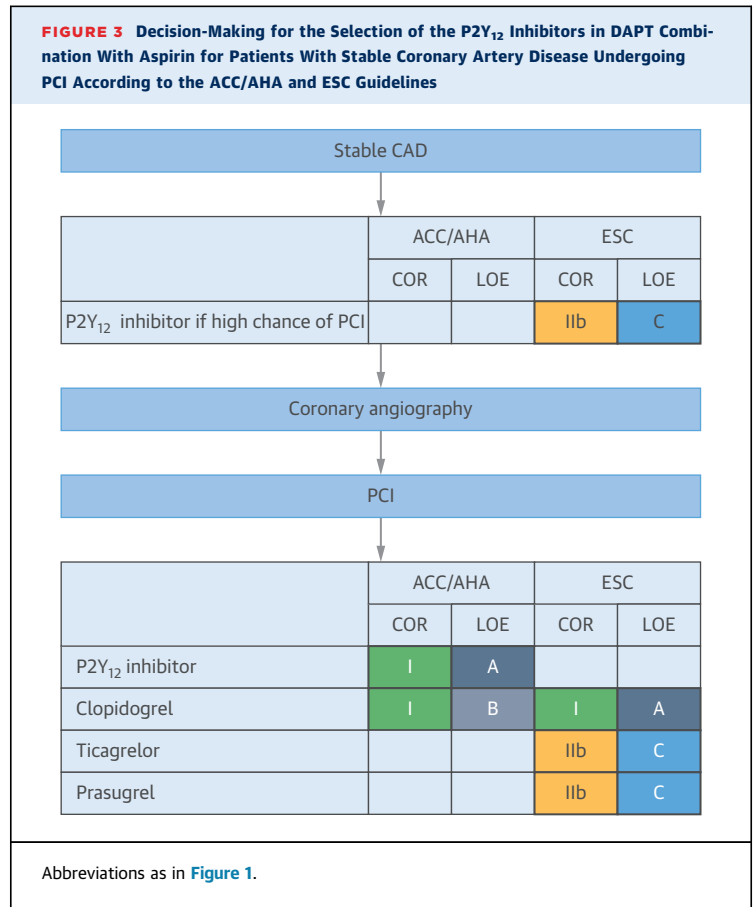 FIGURE 3 Decision-Making for the Selection of the P2Y12 Inhibitors in DAPT Combi-
nation With Aspirin for Patients With Stable Coronary Artery Disease Undergoing
PCI According to the ACC/AHA and ESC Guidelines
Stable CAD
ACC/AHA ESC
COR LOE COR LOE
P2Y12 inhibitor if high chance of PCI IIb C
Coronary angiography
PCI
ACC/AHA ESC
COR LOE COR LOE
P2Y12 inhibitor I A
Clopidogrel I B I A
Ticagrelor IIb C
Prasugrel IIb C
Abbreviations as in Figure 1.